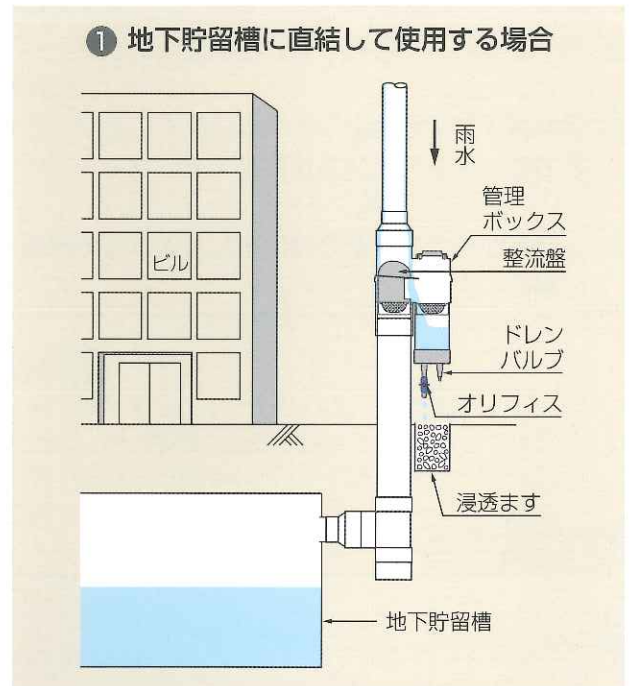 ❶ 地下貯留槽に直結して使用する場合
雨
水
管理
ボックス
整流盤
ビル
ドレン
バルブ
オリフィス
浸透ます
地下貯留槽